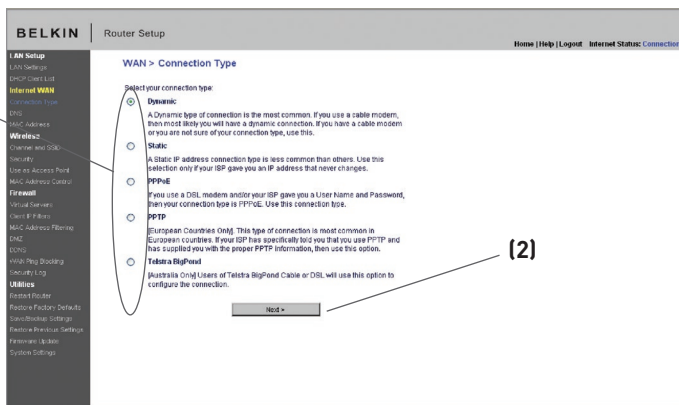 BELKIN
Router Setup
Home | Help | Logout Internet Status: Connection
LAN Setup
LAN Settings
DHCP Client List
Internet WAN
Connection Type
DNS
MAC Address
Wireless
Channel and SSID
Security
Use as Access Point
MAC Address Control
Firewall
Virtual Servers
Client IP Filters
MAC Address Filtering
DMZ
DDNS
WAN Ping Blocking
Security Log
Utilities
Restart Router
Restore Factory Defaults
Save/Backup Settings
Restore Previous Settings
Firmware Update
System Settings
WAN > Connection Type
Select your connection type:
Dynamic
A Dynamic type of connection is the most common. If you use a cable modem,
then most likely you will have a dynamic connection. If you have a cable modem
or you are not sure of your connection type, use this.
Static
A Static IP address connection type is less common than others. Use this
selection only if your ISP gave you an IP address that never changes.
PPPoE
If you use a DSL modem and/or your ISP gave you a User Name and Password,
then your connection type is PPPoE. Use this connection type.
PPTP
[European Countries Only]. This type of connection is most common in
European countries. If your ISP has specifically told you that you use PPTP and
has supplied you with the proper PPTP information, then use this option.
Telstra BigPond
[Australia Only] Users of Telstra BigPond Cable or DSL will use this option to
configure the connection.
Next >
(2)